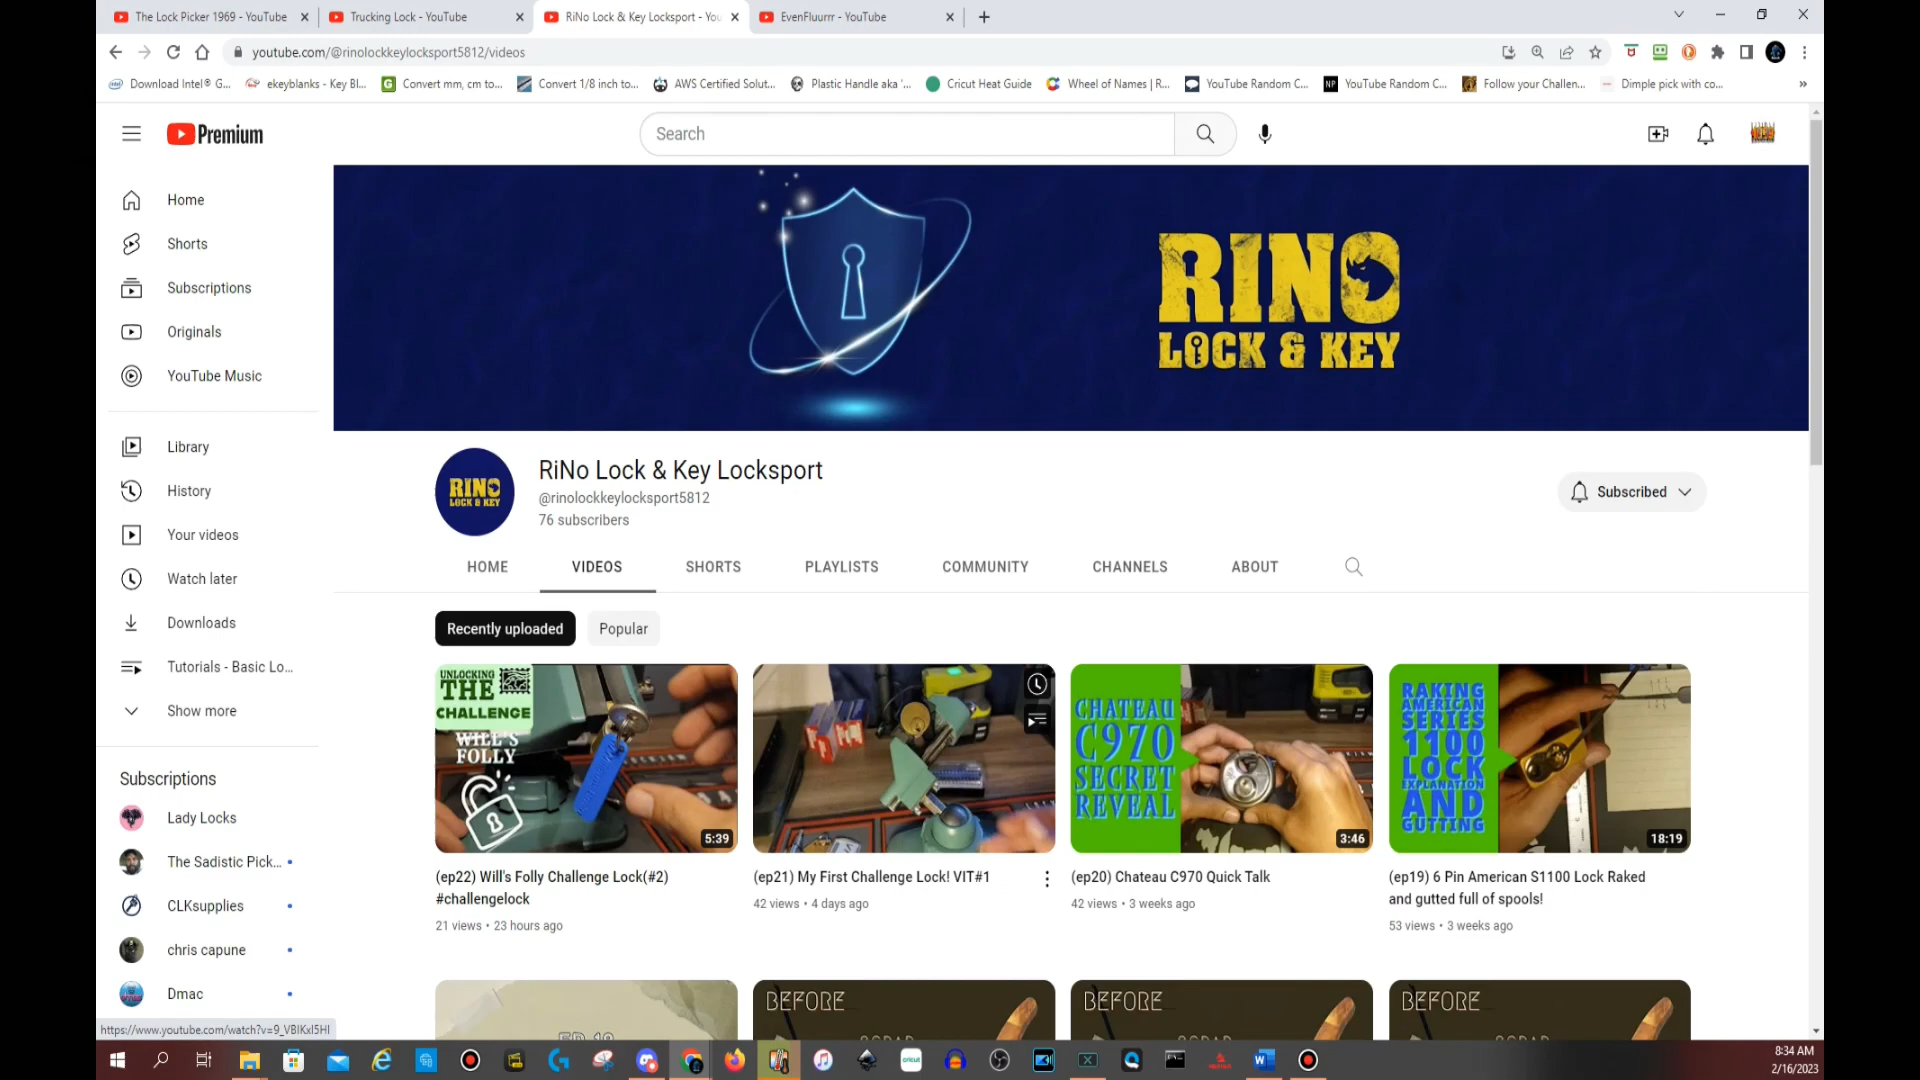 The Lock Picker 1969 - YouTube
Trucking Lock - YouTube
RiNo Lock & Key Locksport - You
EvenFluurrr - YouTube
youtube.com/@rinolockkeylocksport5812/videos
Download Intel® G...
ekeyblanks - Key Bl...
Convert mm, cm to...
Convert 1/8 inch to...
AWS Certified Solut...
Plastic Handle aka '...
Cricut Heat Guide
Wheel of Names | R...
YouTube Random C...
NP
YouTube Random C...
Follow your Challen...
Dimple pick with co...
»
Premium
Search
Home
Shorts
Subscriptions
Originals
YouTube Music
Library
History
Your videos
Watch later
Downloads
Tutorials - Basic Lo...
Show more
Subscriptions
Lady Locks
The Sadistic Pick...
CLKsupplies
chris capune
Dmac
https://www.youtube.com/watch?v=9_VBlKxI5HI
RINO
LOCK & KEY
RINO
LOCK & KEY
RiNo Lock & Key Locksport
@rinolockkeylocksport5812
76 subscribers
Subscribed
HOME
VIDEOS
SHORTS
PLAYLISTS
COMMUNITY
CHANNELS
ABOUT
Recently uploaded
Popular
UNLOCKING
THE
CHALLENGE
WILL'S
FOLLY
5:39
(ep22) Will's Folly Challenge Lock(#2)
#challengelock
21 views • 23 hours ago
(ep21) My First Challenge Lock! VIT#1
42 views • 4 days ago
CHATEAU
C970
SECRET
REVEAL
3:46
(ep20) Chateau C970 Quick Talk
42 views • 3 weeks ago
RAKING
AMERICAN
SERIES
1100
LOCK
EXPLANATION
AND
GUTTING
18:19
(ep19) 6 Pin American S1100 Lock Raked
and gutted full of spools!
53 views • 3 weeks ago
BEFORE
BEFORE
BEFORE
cricut
8:34 AM
2/16/2023